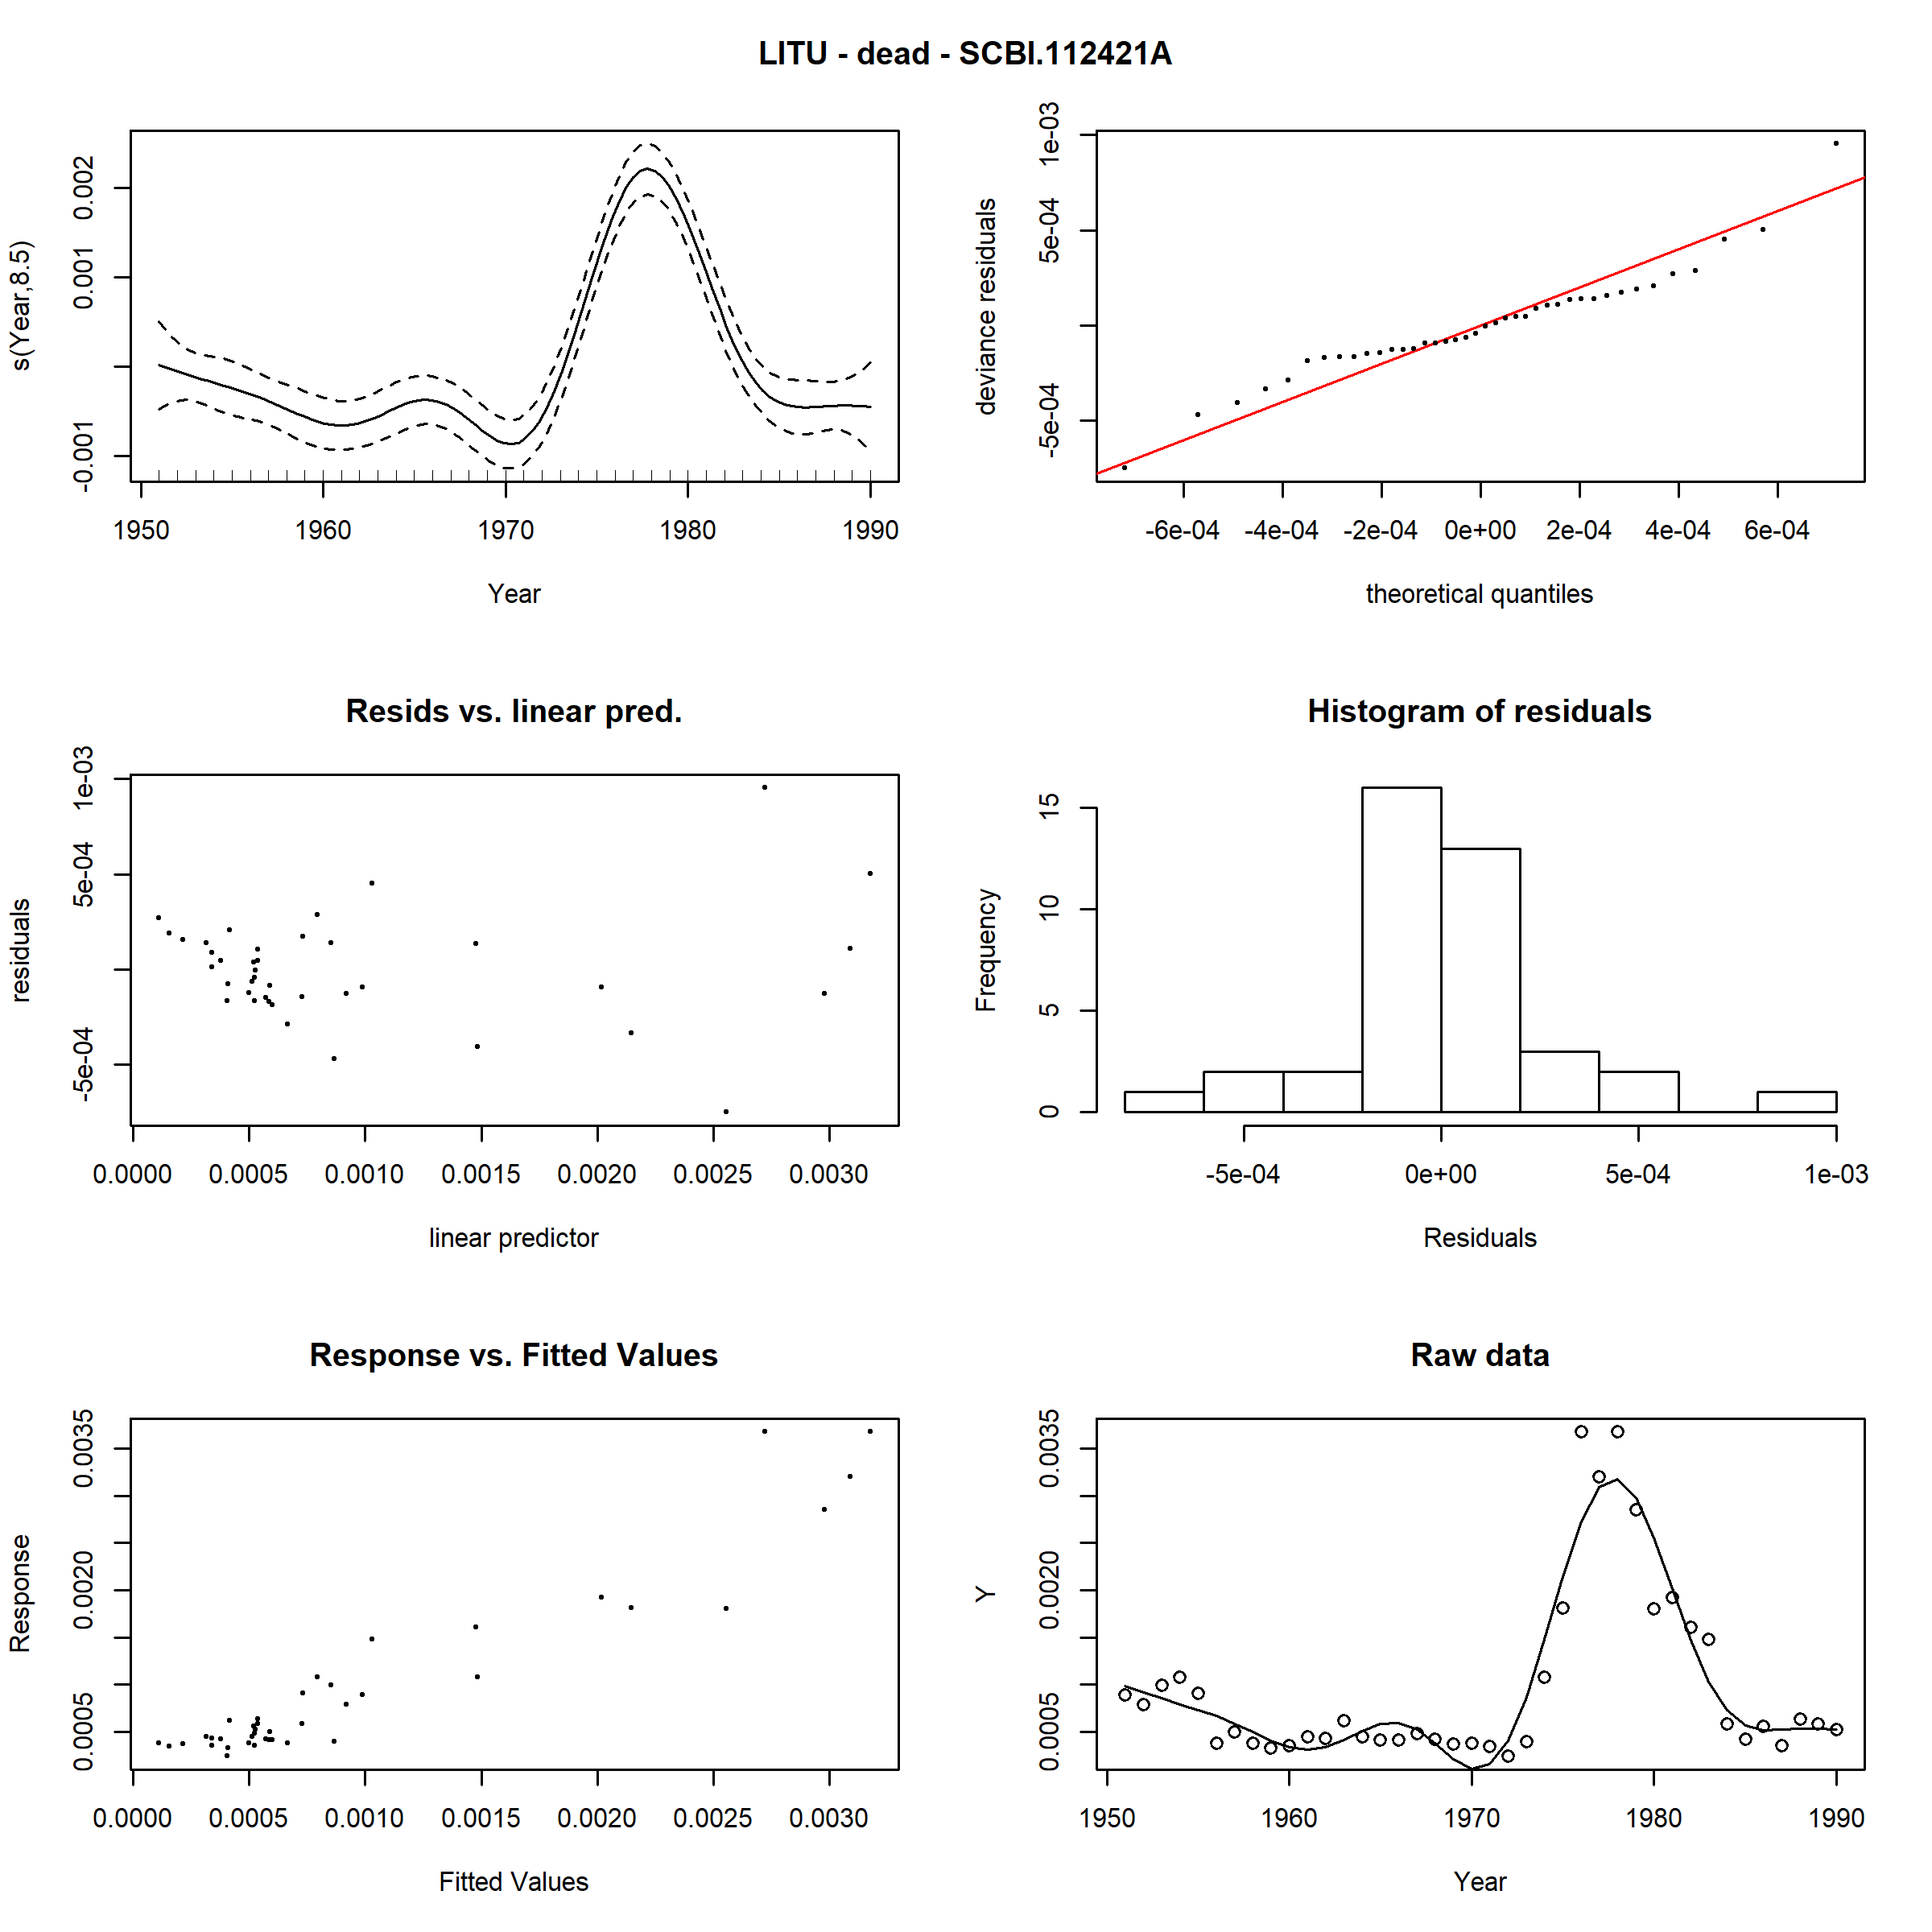 LITU - dead - SCBI.112421A
s(Year,8.5)
-0.001 0.001 0.002
1950 1960 1970 1980 1990
Year
deviance residuals
-5e-04 5e-04 1e-03
-6e-04 -4e-04 -2e-04 0e+00 2e-04 4e-04 6e-04
theoretical quantiles
Resids vs. linear pred.
residuals
-5e-04 5e-04 1e-03
0.0000 0.0005 0.0010 0.0015 0.0020 0.0025 0.0030
linear predictor
Histogram of residuals
Frequency
0 5 10 15
-5e-04 0e+00 5e-04 1e-03
Residuals
Response vs. Fitted Values
Response
0.0005 0.0020 0.0035
0.0000 0.0005 0.0010 0.0015 0.0020 0.0025 0.0030
Fitted Values
Raw data
Y
0.0005 0.0020 0.0035
1950 1960 1970 1980 1990
Year